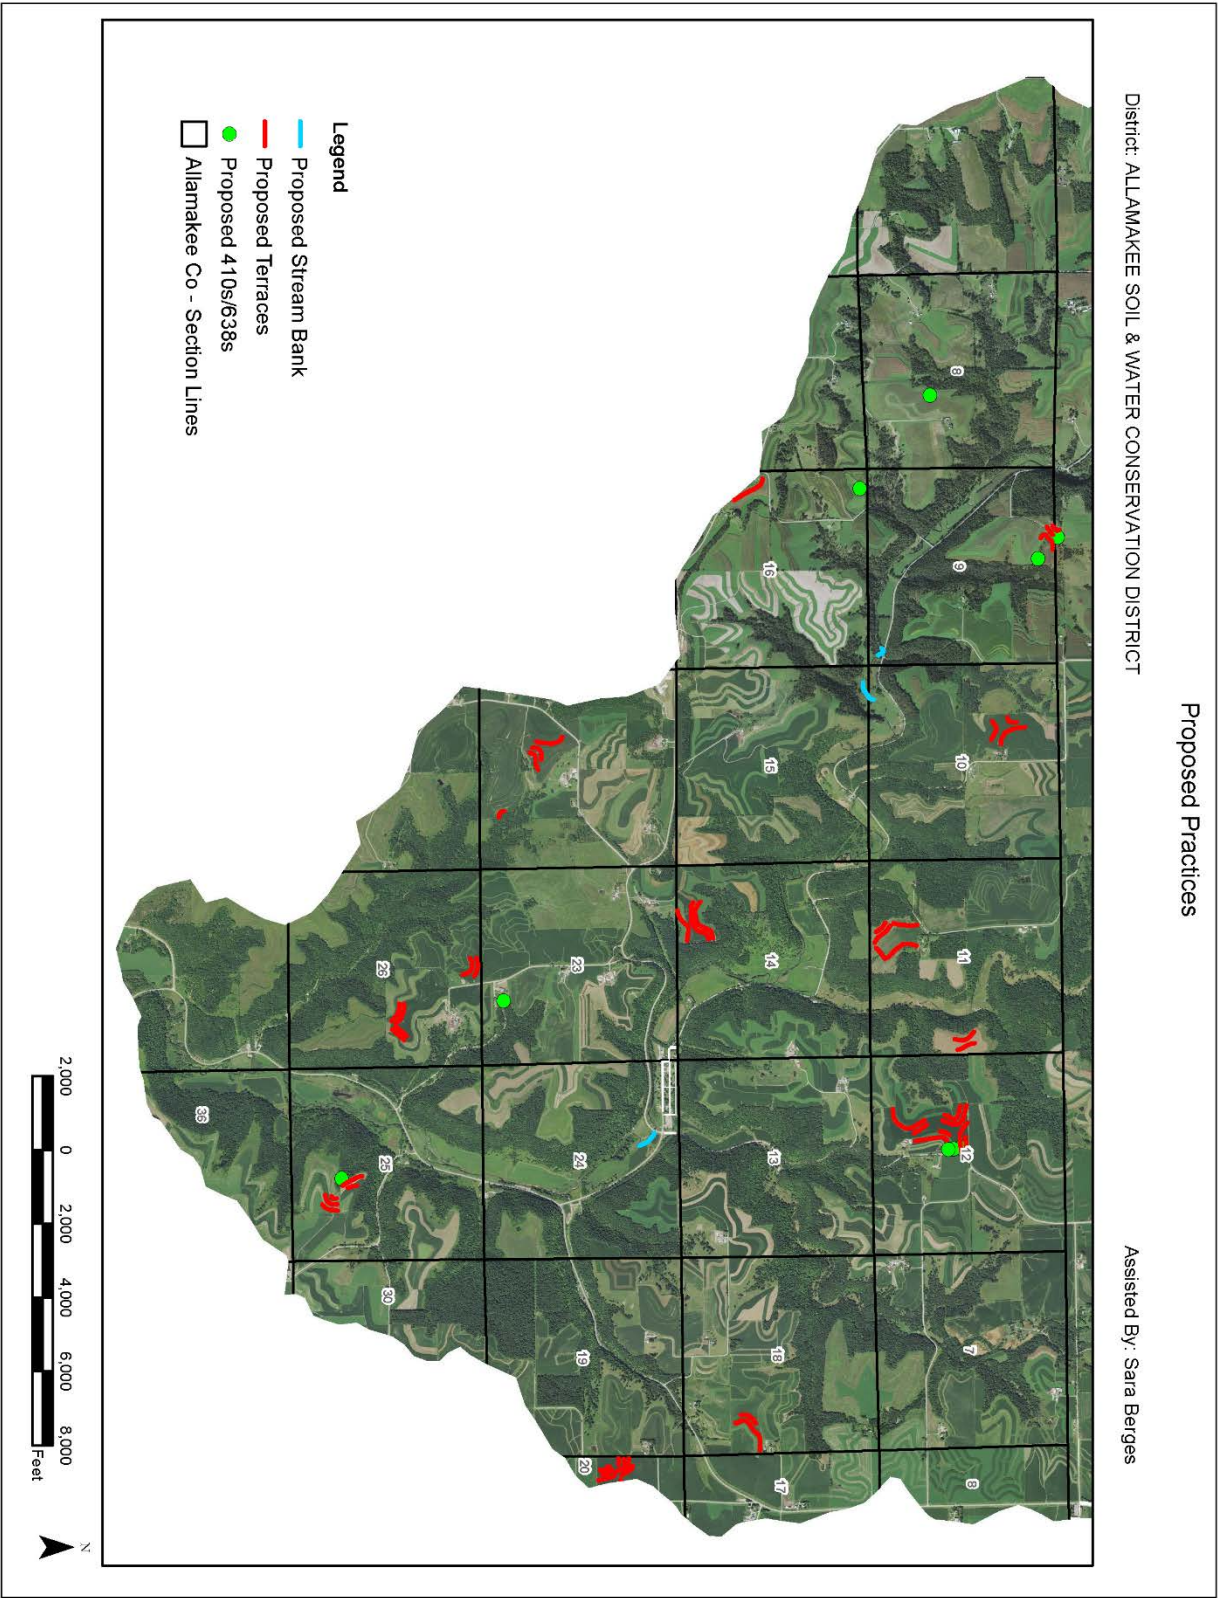 Proposed Practices
District: ALLAMAKEE SOIL & WATER CONSERVATION DISTRICT
Assisted By: Sara Berges
8
9
10
11
12
7
8
16
15
14
13
18
17
23
24
19
20
26
25
30
36
Legend
Proposed Stream Bank
Proposed Terraces
Proposed 410s/638s
Allamakee Co - Section Lines
2,000 0 2,000 4,000 6,000 8,000
Feet
N